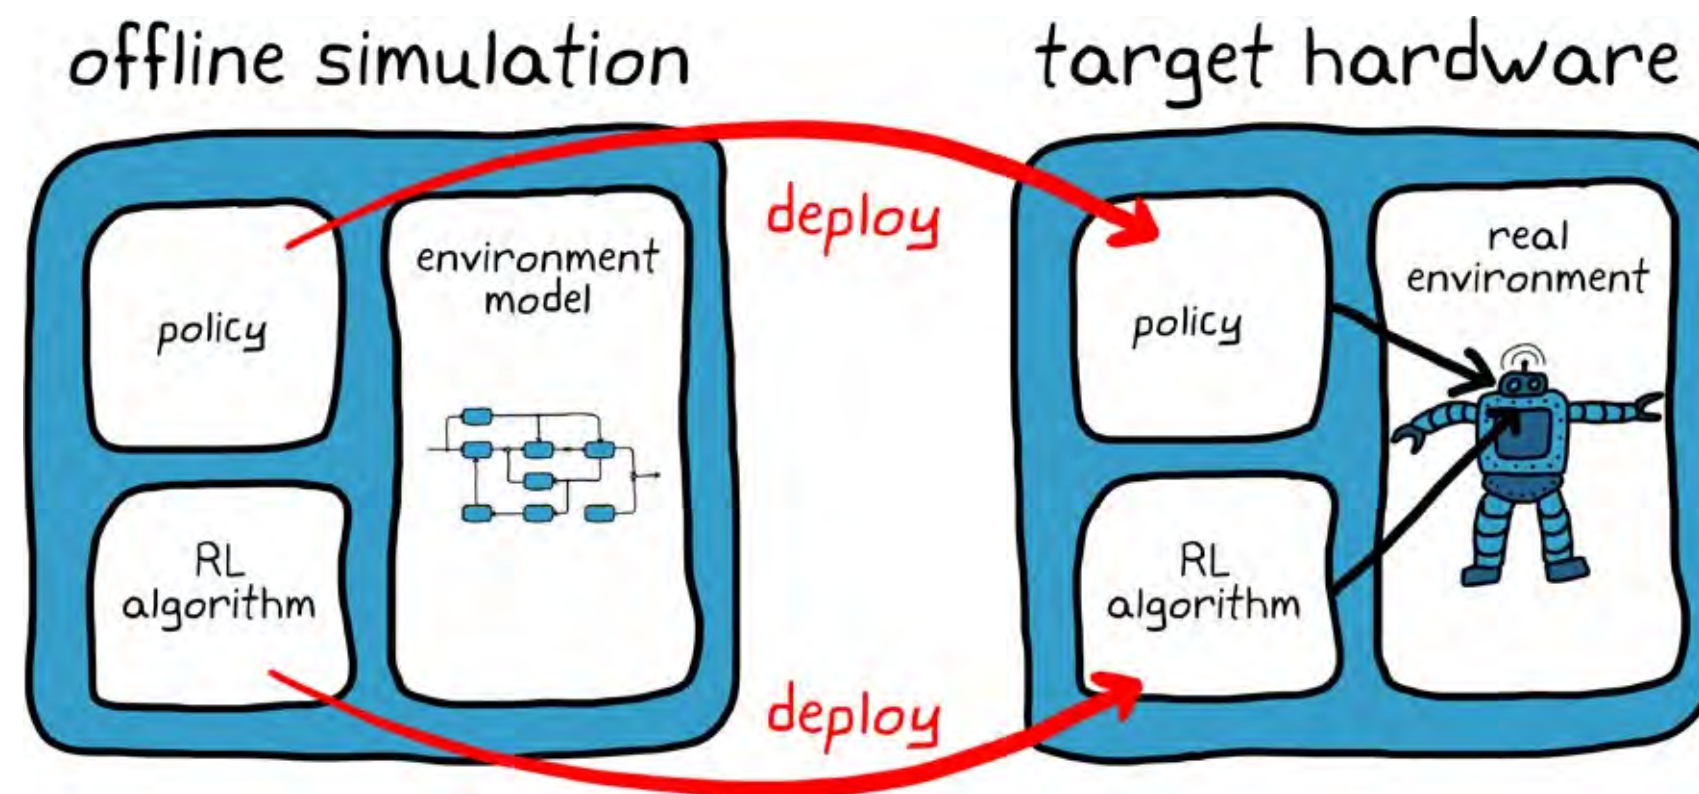 offline simulation
target hardware
policy
environment
model
RL
algorithm
deploy
deploy
policy
real
environment
RL
algorithm